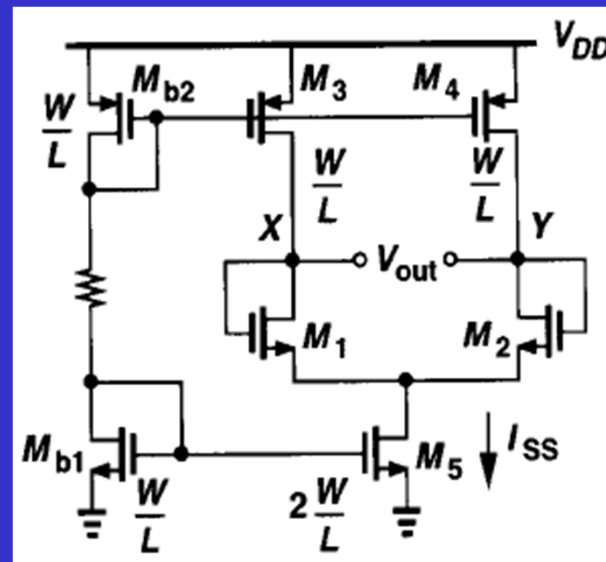 V_DD
M_b2
M_3
M_4
W/L
W/L
W/L
X
V_out
Y
M_1
M_2
M_b1
W/L
M_5
I_SS
2 W/L